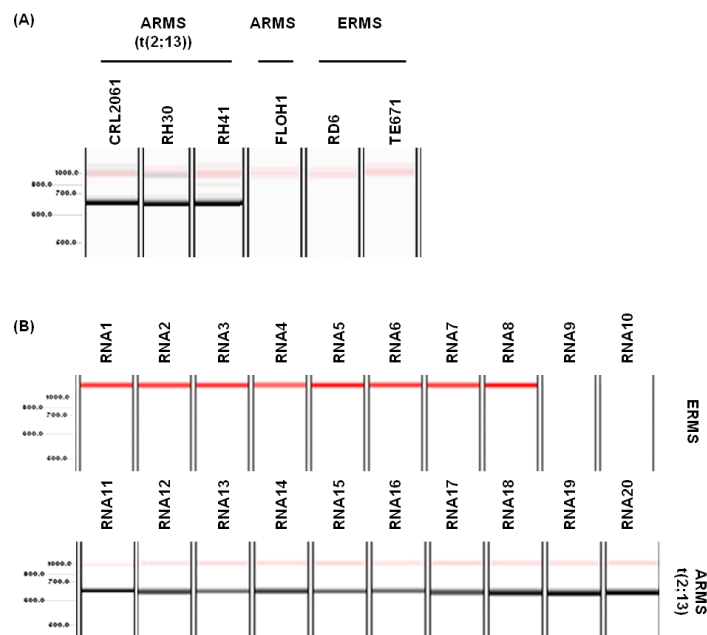 (A)
ARMS ARMS ERMS
(t(2;13))
CRL2061 RH30 RH41 FLOH1 RD6 TE671
1000.0
800.0
700.0
600.0
500.0
(B)
RNA1 RNA2 RNA3 RNA4 RNA5 RNA6 RNA7 RNA8 RNA9 RNA10
1000.0
800.0
700.0
600.0
500.0
ERMS
RNA11 RNA12 RNA13 RNA14 RNA15 RNA16 RNA17 RNA18 RNA19 RNA20
1000.0
800.0
700.0
600.0
500.0
ARMS
t(2;13)